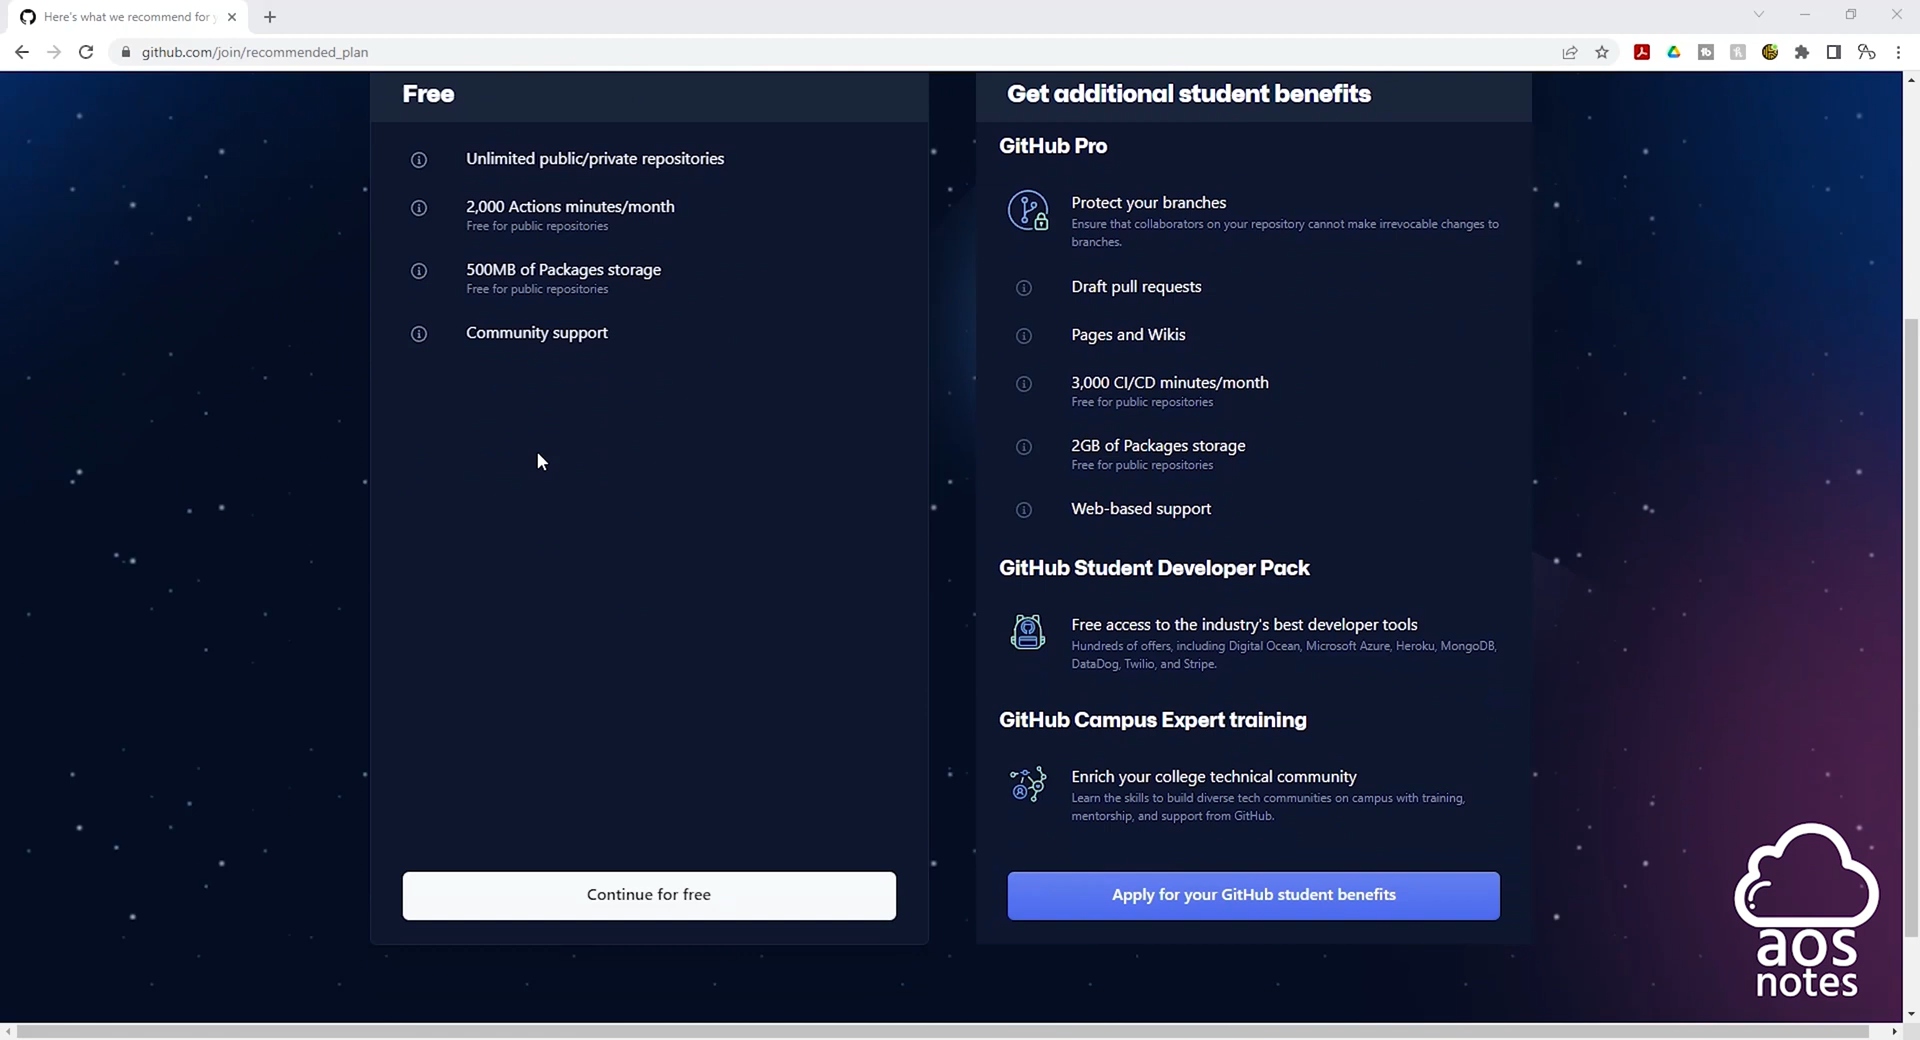 Here's what we recommend for
github.com/join/recommended_plan
Free
Unlimited public/private repositories
2,000 Actions minutes/month
Free for public repositories
500MB of Packages storage
Free for public repositories
Community support
Continue for free
Get additional student benefits
GitHub Pro
Protect your branches
Ensure that collaborators on your repository cannot make irrevocable changes to
branches.
Draft pull requests
Pages and Wikis
3,000 CI/CD minutes/month
Free for public repositories
2GB of Packages storage
Free for public repositories
Web-based support
GitHub Student Developer Pack
Free access to the industry's best developer tools
Hundreds of offers, including Digital Ocean, Microsoft Azure, Heroku, MongoDB,
DataDog, Twilio, and Stripe.
GitHub Campus Expert training
Enrich your college technical community
Learn the skills to build diverse tech communities on campus with training,
mentorship, and support from GitHub.
Apply for your GitHub student benefits
aos
notes